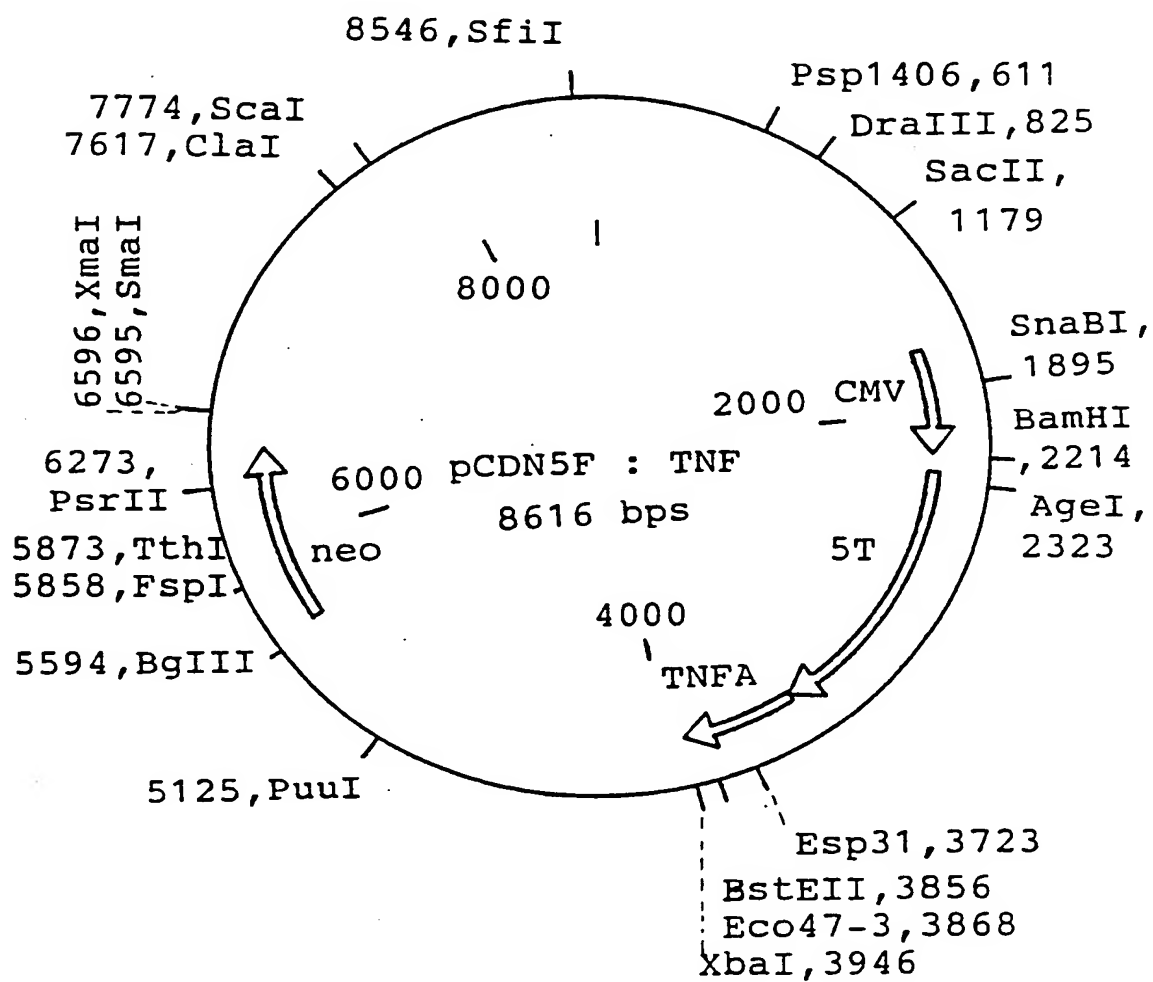 8546,SfiI
Psp1406,611
7774,ScaI
DraIII,825
7617,ClaI
SacII,
1179
6596,XmaI
6595,SmaI
8000
SnaBI,
1895
2000
CMV
BamHI
,2214
6273,
PsrII
6000
pCDN5F : TNF
8616 bps
AgeI,
2323
5873,TthI
neo
5T
5858,FspI
4000
5594,BgIII
TNFA
5125,PuuI
Esp31,3723
BstEII,3856
Eco47-3,3868
XbaI,3946